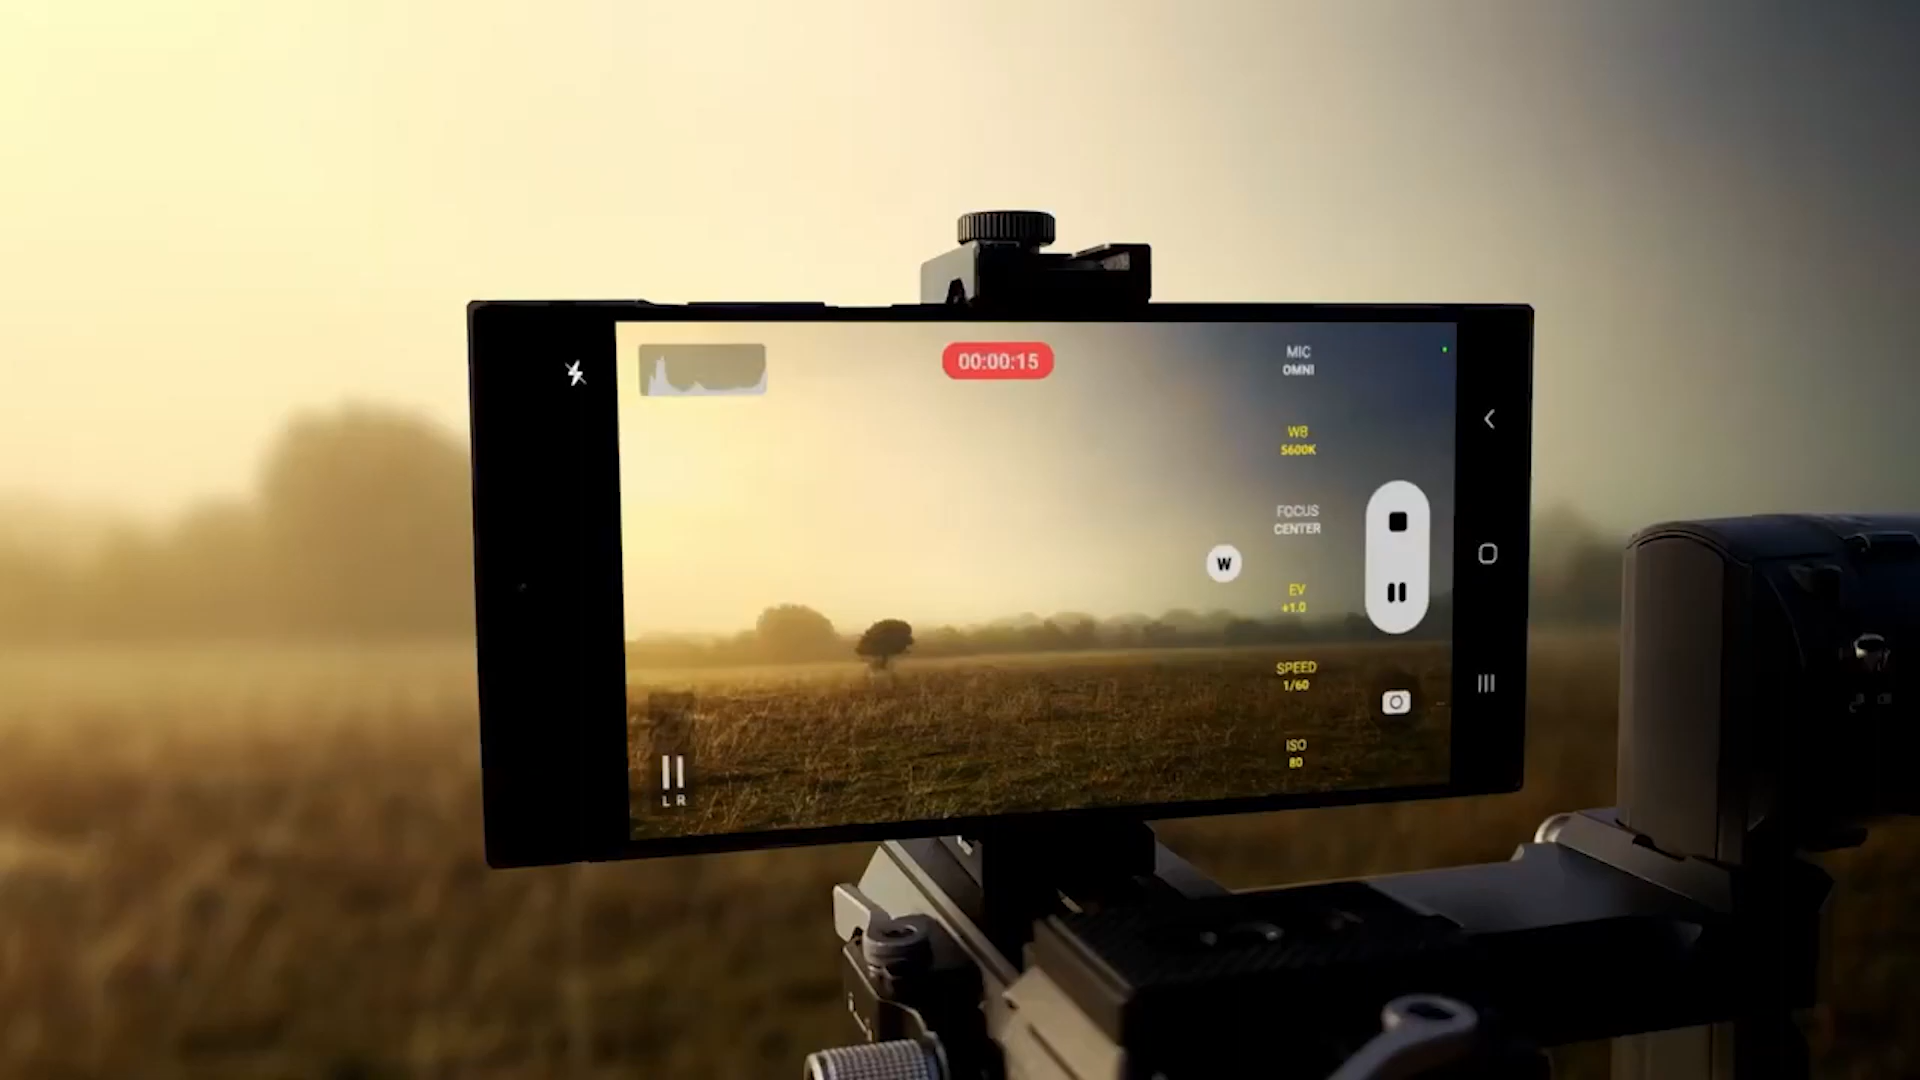 00:00:15
MIC
OMNI
WB
5600K
FOCUS
CENTER
W
EV
+1.0
SPEED
1/60
ISO
80
L R